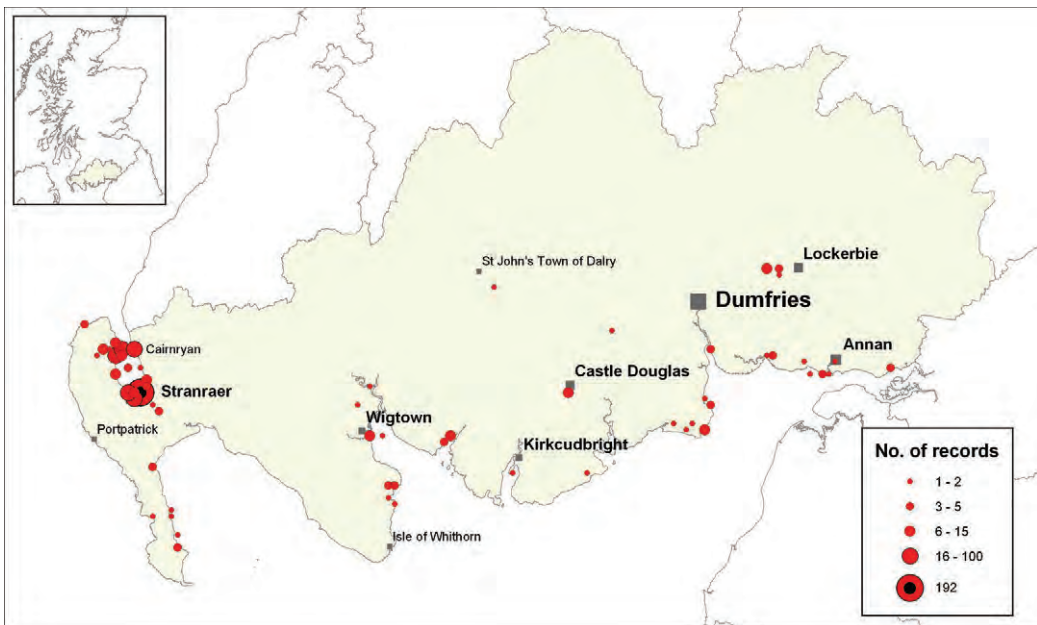 St John's Town of Dalry
Lockerbie
Dumfries
Cairnryan
Annan
Stranraer
Castle Douglas
Wigtown
Portpatrick
Kirkcudbright
Isle of Whithorn
No. of records
1 - 2
3 - 5
6 - 15
16 - 100
192